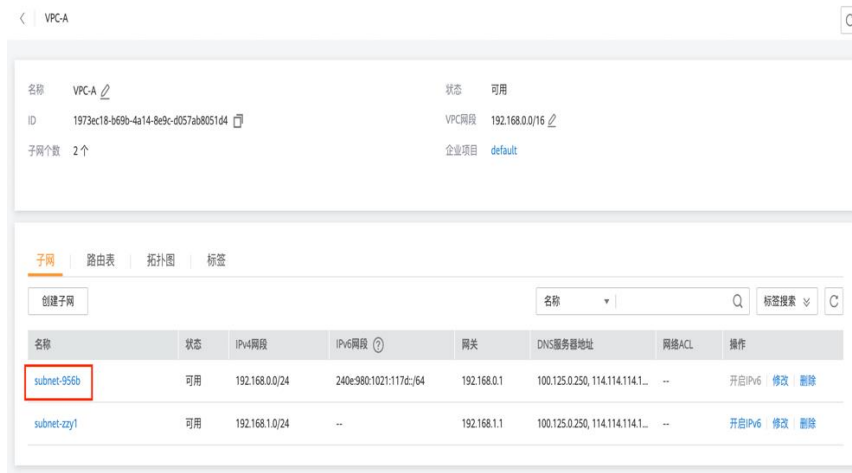 VPC-A
名称 VPC-A 状态 可用
ID 1973ec18-b69b-4a14-8e9c-d057ab8051d4 VPC网段 192.168.0.0/16
子网个数 2 个 企业项目 default
子网 路由表 拓扑图 标签
创建子网 名称 标签搜索
名称 状态 IPv4网段 IPv6网段 网关 DNS服务器地址 网络ACL 操作
subnet-956b 可用 192.168.0.0/24 240e:980:1021:117d::/64 192.168.0.1 100.125.0.250, 114.114.114.1... -- 开启IPv6 修改 删除
subnet-zzy1 可用 192.168.1.0/24 -- 192.168.1.1 100.125.0.250, 114.114.114.1... -- 开启IPv6 修改 删除